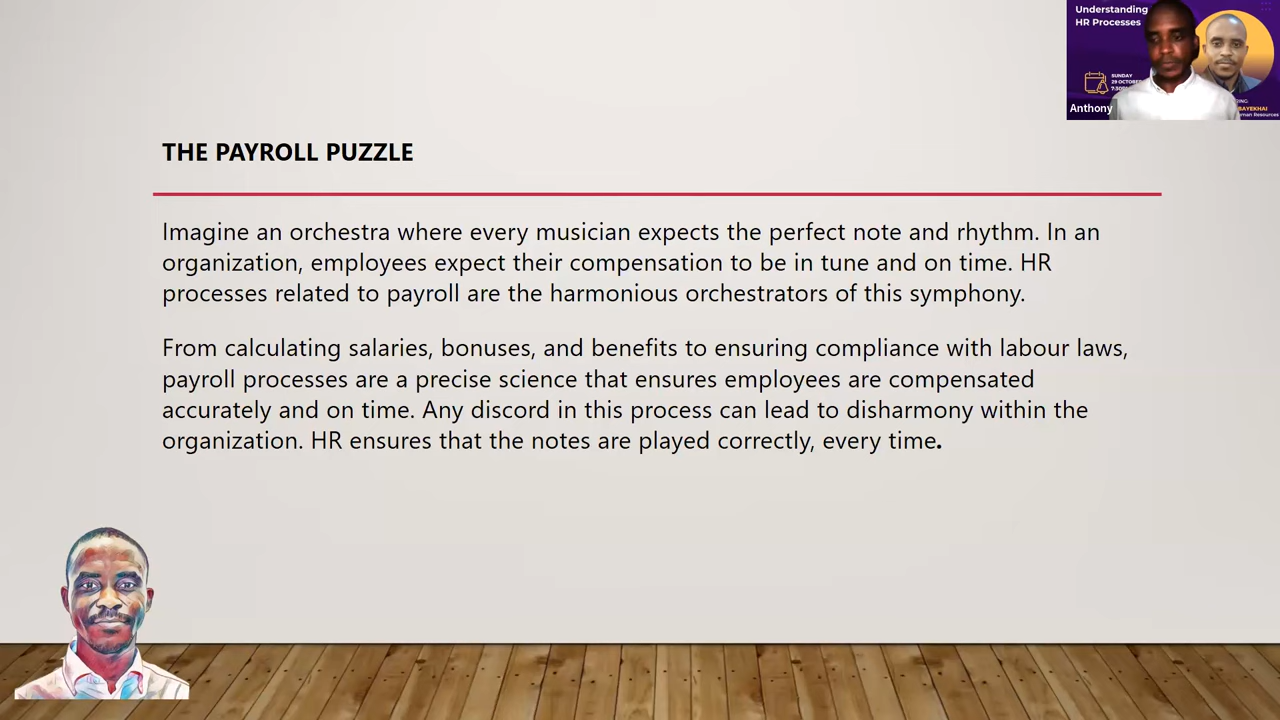 Understanding
HR Processes
SUNDAY
29 OCTOBER
Anthony
THE PAYROLL PUZZLE
Imagine an orchestra where every musician expects the perfect note and rhythm. In an
organization, employees expect their compensation to be in tune and on time. HR
processes related to payroll are the harmonious orchestrators of this symphony.
From calculating salaries, bonuses, and benefits to ensuring compliance with labour laws,
payroll processes are a precise science that ensures employees are compensated
accurately and on time. Any discord in this process can lead to disharmony within the
organization. HR ensures that the notes are played correctly, every time.